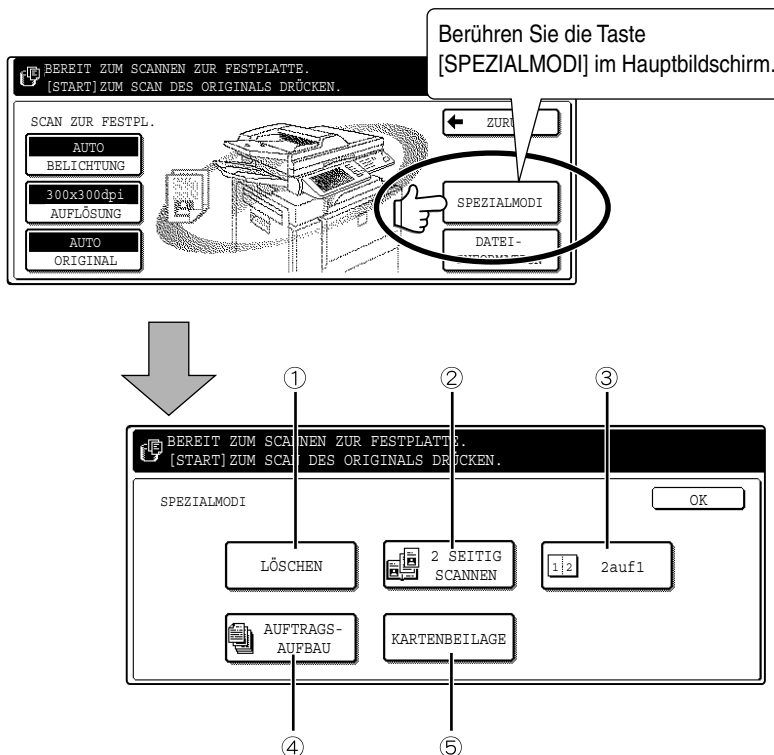 Berühren Sie die Taste
[SPEZIALMODI] im Hauptbildschirm.
BEREIT ZUM SCANNEN ZUR FESTPLATTE.
[START] ZUM SCAN DES ORIGINALS DRÜCKEN.
SCAN ZUR FESTPL.
AUTO
BELICHTUNG
300x300dpi
AUFLÖSUNG
AUTO
ORIGINAL
SPEZIALMODI
DATEI-
① ② ③
BEREIT ZUM SCANNEN ZUR FESTPLATTE.
[START] ZUM SCAN DES ORIGINALS DRÜCKEN.
SPEZIALMODI
OK
LÖSCHEN
2 SEITIG
SCANNEN
1 2
2auf1
AUFTRAGS-
AUFBAU
KARTENBEILAGE
④ ⑤